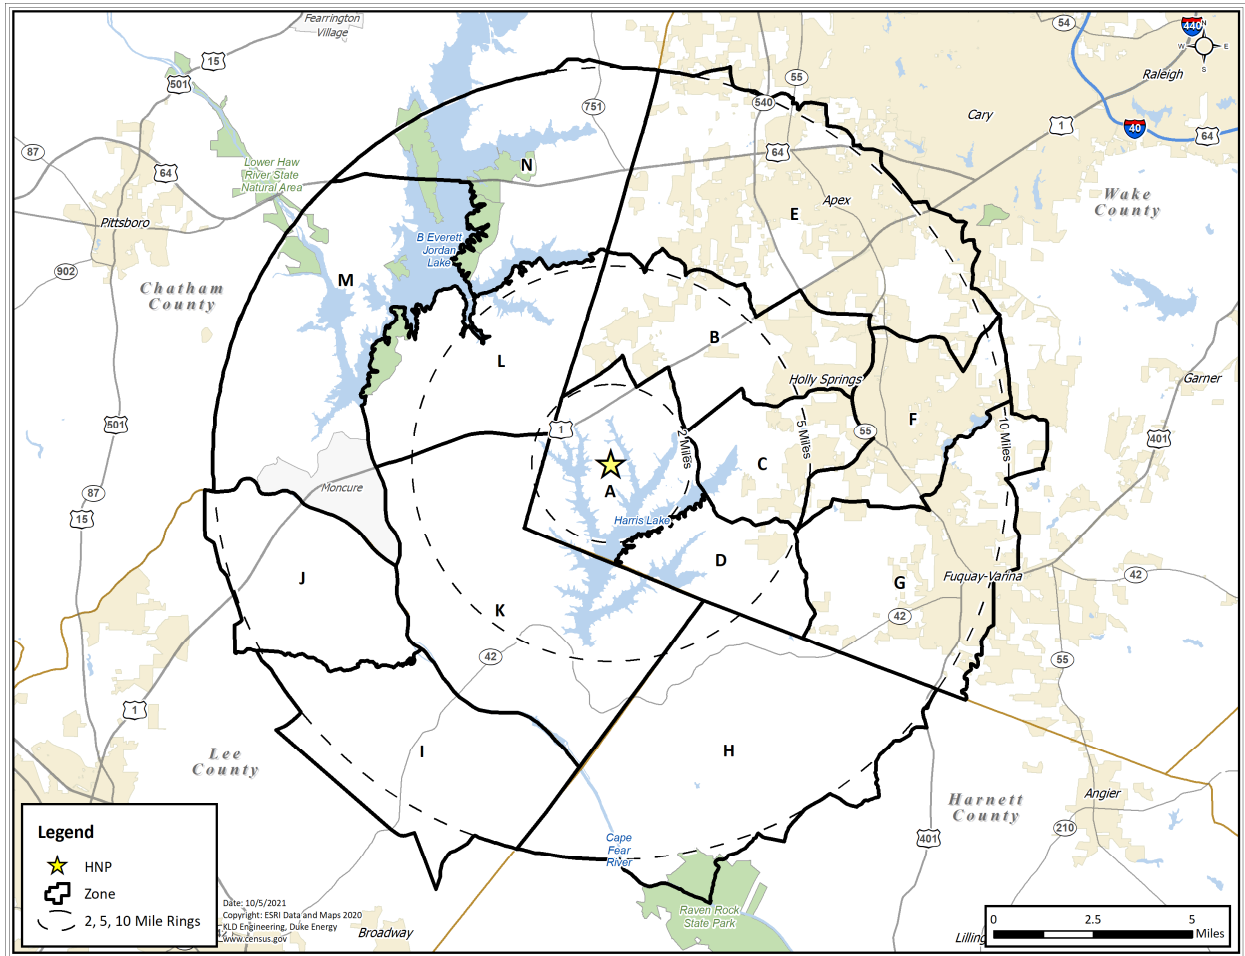 Fearrington
Village
15
501
54
440
N
W
E
S
Raleigh
55
751
540
Cary
1
40
64
87
64
64
Lower Haw
River State
Natural Area
N
Wake
County
Pittsboro
E
Apex
B Everett
Jordan
Lake
902
M
Chatham
County
B
L
Holly Springs
Garner
501
1
2 Miles
5 Miles
55
F
10 Miles
401
C
A
Moncure
87
15
Harris Lake
D
J
G
Fuquay-Varina
42
K
42
42
55
1
I
H
Lee
County
Harnett
County
Angier
210
401
Cape
Fear
River
Raven Rock
State Park
Broadway
Legend
HNP
Zone
2, 5, 10 Mile Rings
Date: 10/5/2021
Copyright: ESRI Data and Maps 2020
KLD Engineering, Duke Energy
www.census.gov
42
Lilling
0
2.5
5
Miles